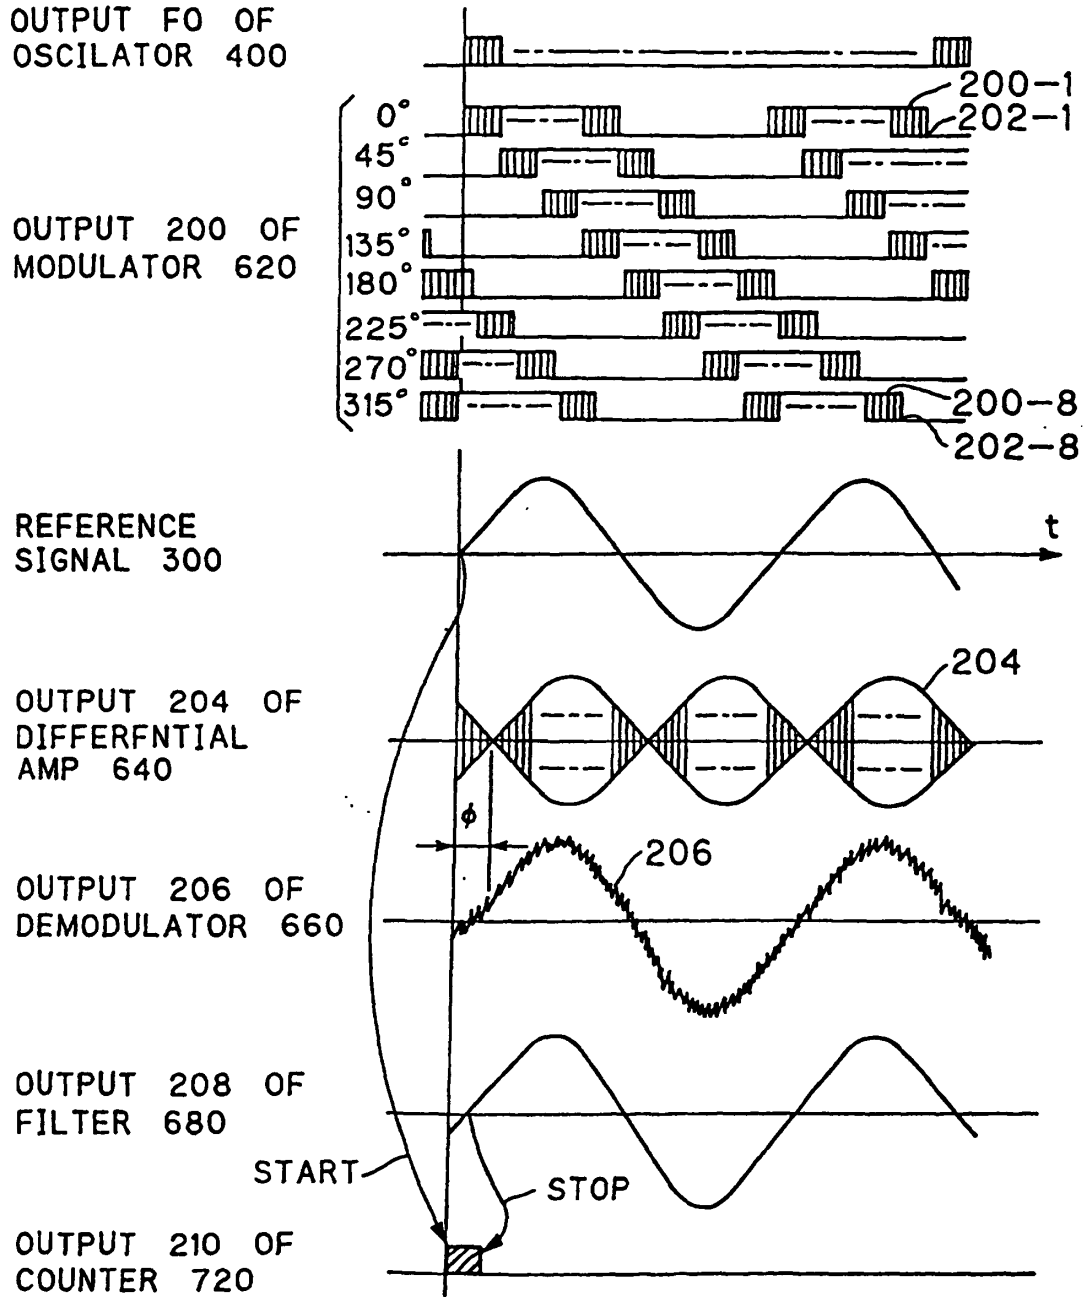 OUTPUT FO OF
OSCILATOR 400
200-1
0°
202-1
45°
90°
OUTPUT 200 OF
MODULATOR 620
135°
180°
225°
270°
315°
200-8
202-8
REFERENCE
SIGNAL 300
t
204
OUTPUT 204 OF
DIFFERFNTIAL
AMP 640
ϕ
206
OUTPUT 206 OF
DEMODULATOR 660
OUTPUT 208 OF
FILTER 680
START
STOP
OUTPUT 210 OF
COUNTER 720